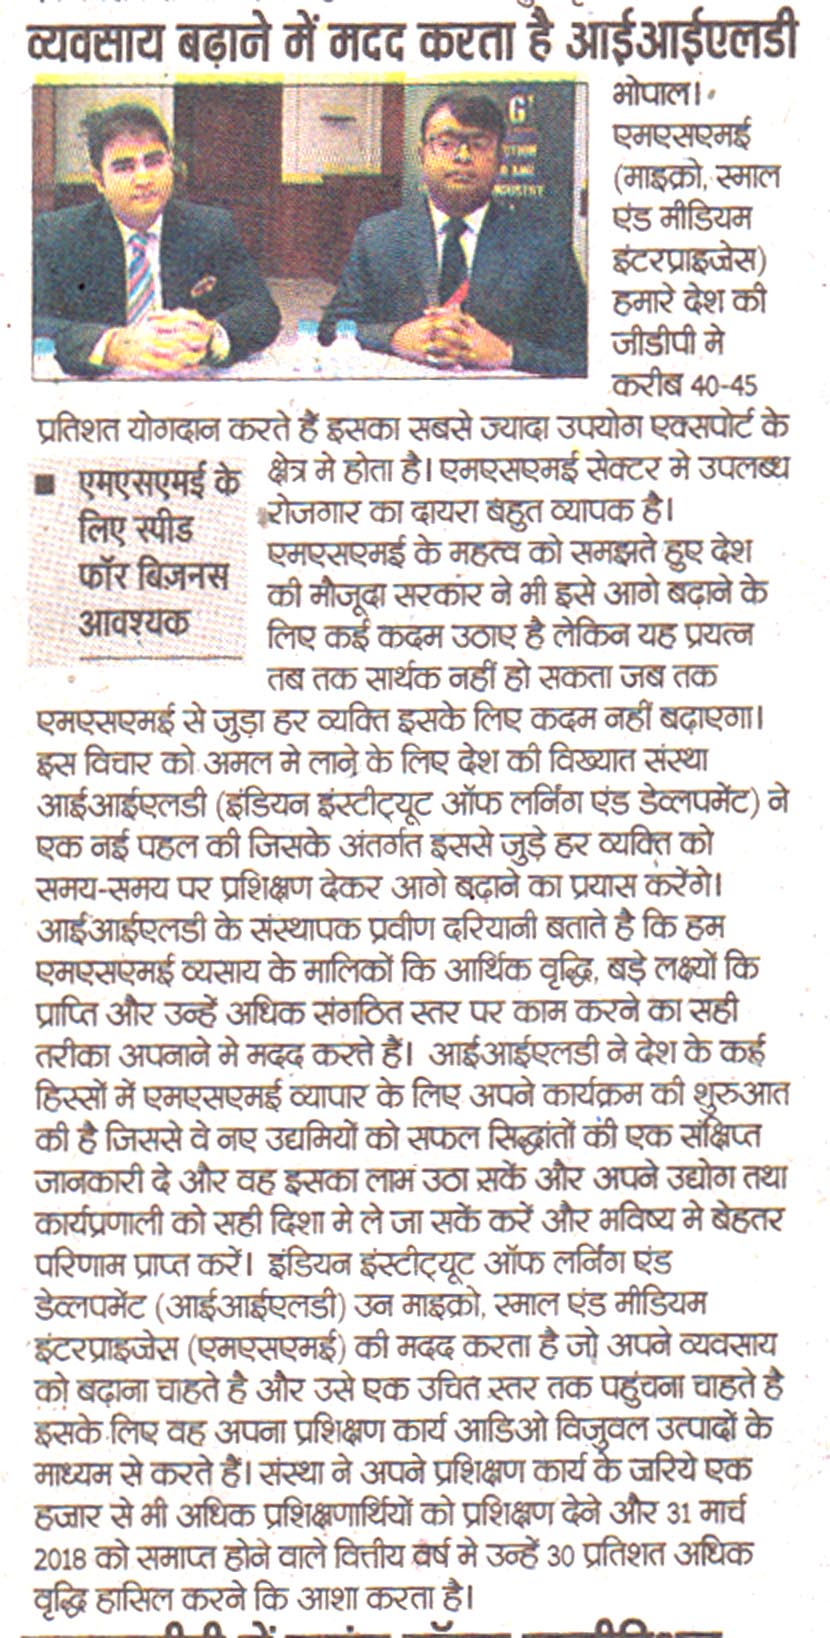 व्यवसाय बढ़ाने में मदद करता है आईआईएलडी
G'
CTION
INDUSTRY
भोपाल।
एमएसएमई
(माइक्रो, स्माल
एंड मीडियम
इंटरप्राइजेस)
हमारे देश की
जीडीपी मे
करीब 40-45
प्रतिशत योगदान करते हैं इसका सबसे ज्यादा उपयोग एक्सपोर्ट के
■ एमएसएमई के
लिए स्पीड
फॉर बिज़नस
आवश्यक
क्षेत्र मे होता है। एमएसएमई सेक्टर मे उपलब्ध
रोजगार का दायरा बहुत व्यापक है।
एमएसएमई के महत्व को समझते हुए देश
की मौजूदा सरकार ने भी इसे आगे बढ़ाने के
लिए कई कदम उठाए है लेकिन यह प्रयत्न
तब तक सार्थक नहीं हो सकता जब तक
एमएसएमई से जुड़ा हर व्यक्ति इसके लिए कदम नहीं बढ़ाएगा।
इस विचार को अमल मे लाने के लिए देश की विख्यात संस्था
आईआईएलडी (इंडियन इंस्टीट्यूट ऑफ लर्निंग एंड डेव्लपमेंट) ने
एक नई पहल की जिसके अंतर्गत इससे जुड़े हर व्यक्ति को
समय-समय पर प्रशिक्षण देकर आगे बढ़ाने का प्रयास करेंगे।
आईआईएलडी के संस्थापक प्रवीण दरियानी बताते है कि हम
एमएसएमई व्यसाय के मालिकों कि आर्थिक वृद्धि, बड़े लक्ष्यों कि
प्राप्ति और उन्हें अधिक संगठित स्तर पर काम करने का सही
तरीका अपनाने मे मदद करते हैं। आईआईएलडी ने देश के कई
हिस्सों में एमएसएमई व्यापार के लिए अपने कार्यक्रम की शुरुआत
की है जिससे वे नए उद्यमियों को सफल सिद्धांतों की एक संक्षिप्त
जानकारी दे और वह इसका लाभ उठा सकें और अपने उद्योग तथा
कार्यप्रणाली को सही दिशा मे ले जा सकें करें और भविष्य मे बेहतर
परिणाम प्राप्त करें। इंडियन इंस्टीट्यूट ऑफ लर्निंग एंड
डेव्लपमेंट (आईआईएलडी) उन माइक्रो, स्माल एंड मीडियम
इंटरप्राइजेस (एमएसएमई) की मदद करता है जो अपने व्यवसाय
को बढ़ाना चाहते है और उसे एक उचित स्तर तक पहुंचना चाहते है
इसके लिए वह अपना प्रशिक्षण कार्य आडिओ विजुवल उत्पादों के
माध्यम से करते हैं। संस्था ने अपने प्रशिक्षण कार्य के जरिये एक
हजार से भी अधिक प्रशिक्षणार्थियों को प्रशिक्षण देने और 31 मार्च
2018 को समाप्त होने वाले वित्तीय वर्ष मे उन्हें 30 प्रतिशत अधिक
वृद्धि हासिल करने कि आशा करता है।